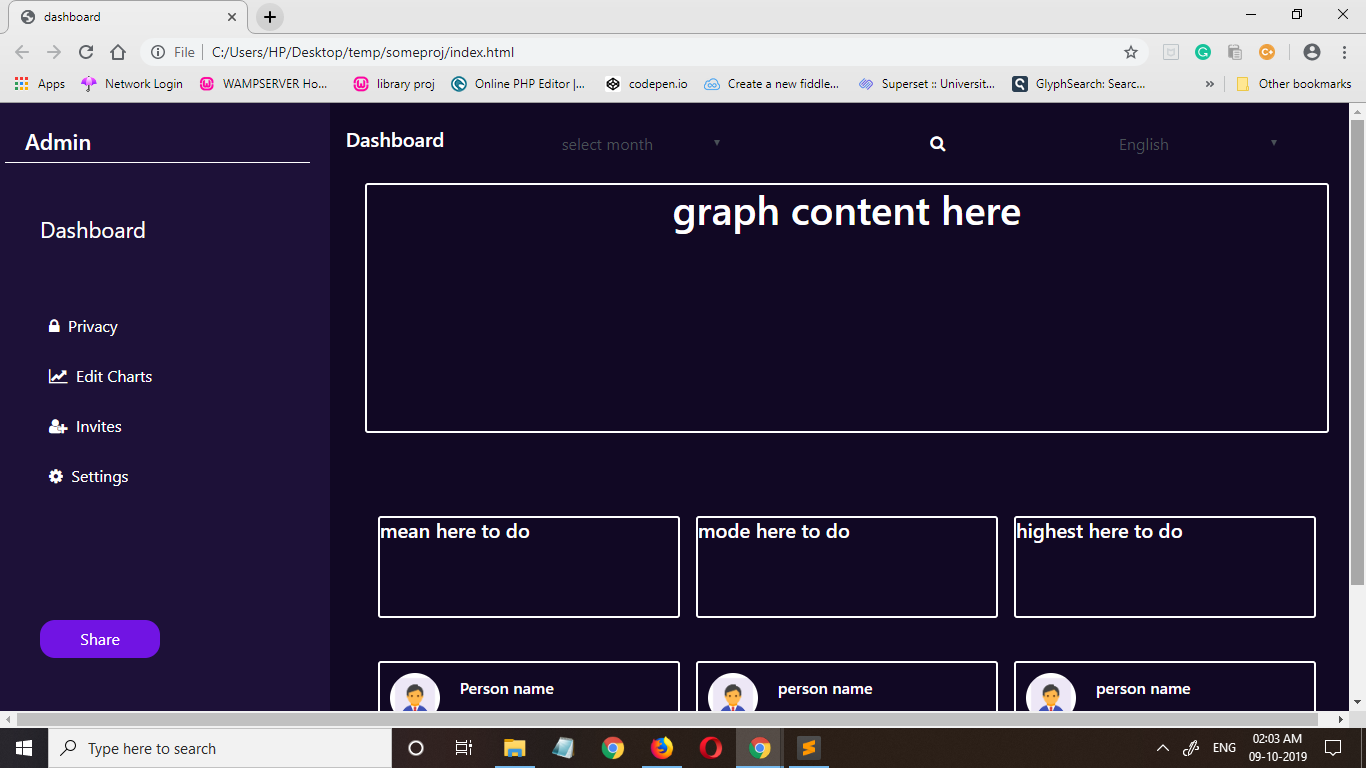 dashboard
File
C:/Users/HP/Desktop/temp/someproj/index.html
Apps
Network Login
WAMPSERVER Ho...
library proj
Online PHP Editor |...
codepen.io
Create a new fiddle...
Superset :: Universit...
GlyphSearch: Searc...
»
Other bookmarks
Admin
Dashboard
select month
English
graph content here
Dashboard
Privacy
Edit Charts
Invites
Settings
mean here to do
mode here to do
highest here to do
Share
Person name
person name
person name
Type here to search
ENG
02:03 AM
09-10-2019